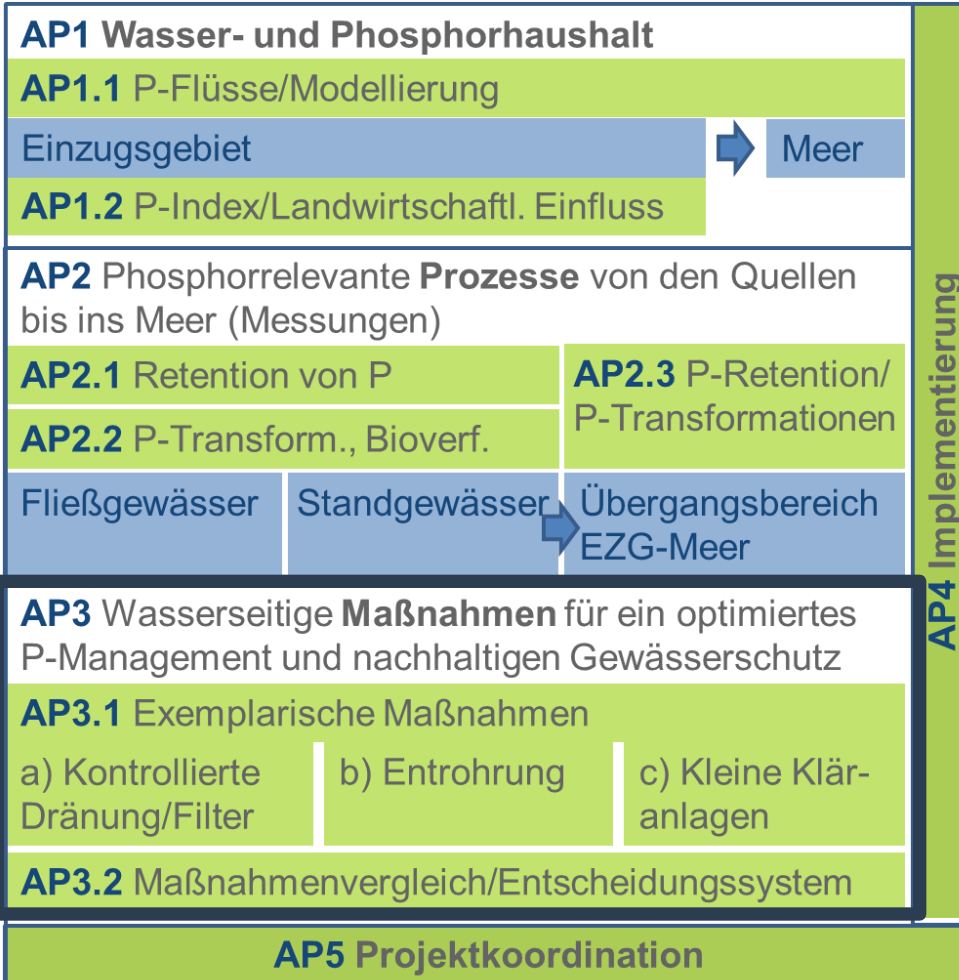 AP1 Wasser- und Phosphorhaushalt
AP1.1 P-Flüsse/Modellierung
Einzugsgebiet
Meer
AP1.2 P-Index/Landwirtschaftl. Einfluss
AP2 Phosphorrelevante Prozesse von den Quellen
bis ins Meer (Messungen)
AP2.1 Retention von P
AP2.2 P-Transform., Bioverf.
AP2.3 P-Retention/
P-Transformationen
Fließgewässer
Standgewässer
Übergangsbereich
EZG-Meer
AP3 Wasserseitige Maßnahmen für ein optimiertes
P-Management und nachhaltigen Gewässerschutz
AP3.1 Exemplarische Maßnahmen
a) Kontrollierte
Dränung/Filter
b) Entrohrung
c) Kleine Klär-
anlagen
AP3.2 Maßnahmenvergleich/Entscheidungssystem
AP4 Implementierung
AP5 Projektkoordination